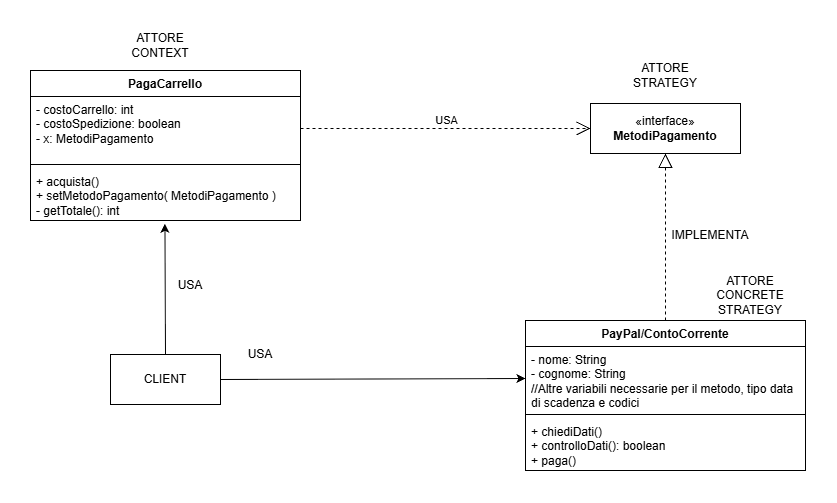 ATTORE
CONTEXT
PagaCarrello
- costoCarrello: int
- costoSpedizione: boolean
- x: MetodiPagamento
+ acquista()
+ setMetodoPagamento( MetodiPagamento )
- getTotale(): int
USA
ATTORE
STRATEGY
«interface»
MetodiPagamento
IMPLEMENTA
USA
CLIENT
USA
ATTORE
CONCRETE
STRATEGY
PayPal/ContoCorrente
- nome: String
- cognome: String
//Altre variabili necessarie per il metodo, tipo data
di scadenza e codici
+ chiediDati()
+ controlloDati(): boolean
+ paga()